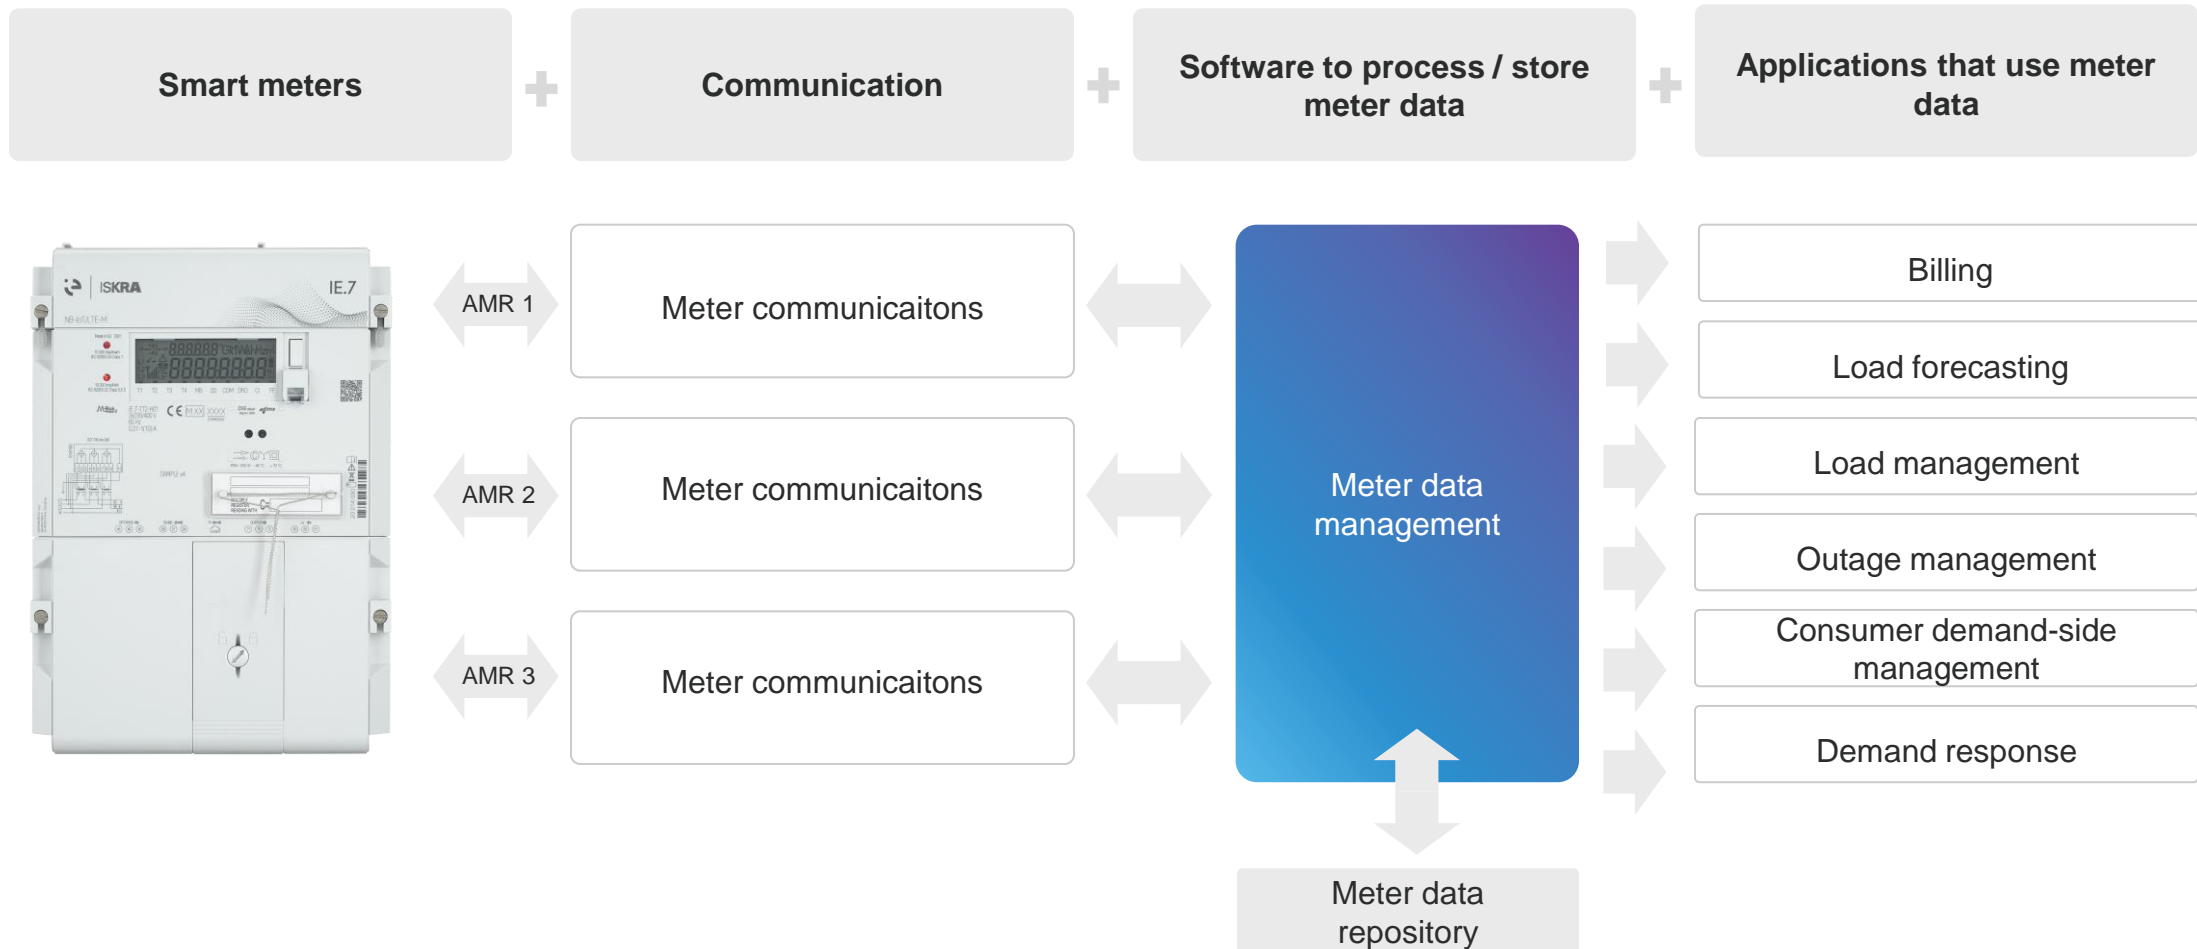 Smart meters
Communication
Software to process / store
meter data
Applications that use meter
data
ISKRA
IE.7
AMR 1
Meter communicaitons
AMR 2
Meter communicaitons
AMR 3
Meter communicaitons
Meter data
management
Meter data
repository
Billing
Load forecasting
Load management
Outage management
Consumer demand-side
management
Demand response